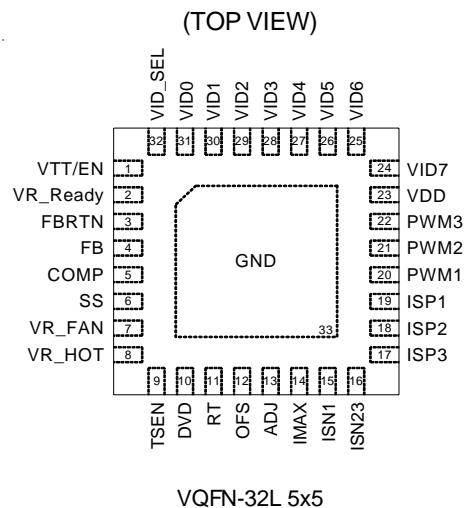 (TOP VIEW)
VID_SEL VID0 VID1 VID2 VID3 VID4 VID5 VID6
32 31 30 29 28 27 26 25
VTT/EN 1 24 VID7
VR_Ready 2 23 VDD
FBRTN 3 22 PWM3
FB 4 21 PWM2
GND
COMP 5 20 PWM1
SS 6 19 ISP1
VR_FAN 7 18 ISP2
VR_HOT 8 17 ISP3
33
9 10 11 12 13 14 15 16
TSEN DVD RT OFS ADJ IMAX ISN1 ISN23
VQFN-32L 5x5